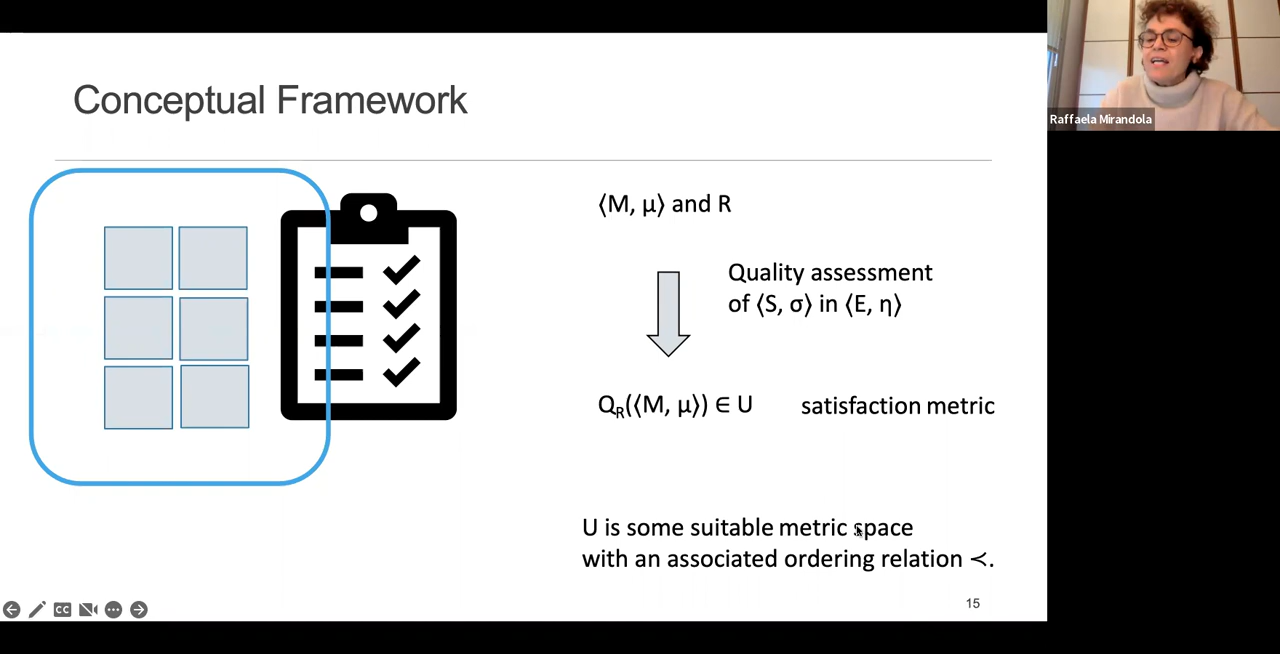 Conceptual Framework
⟨M, μ⟩ and R
Quality assessment
of ⟨S, σ⟩ in ⟨E, η⟩
Q_R(⟨M, μ⟩) ∈ U
satisfaction metric
U is some suitable metric space
with an associated ordering relation ≺.
15
CC
Raffaela Mirandola